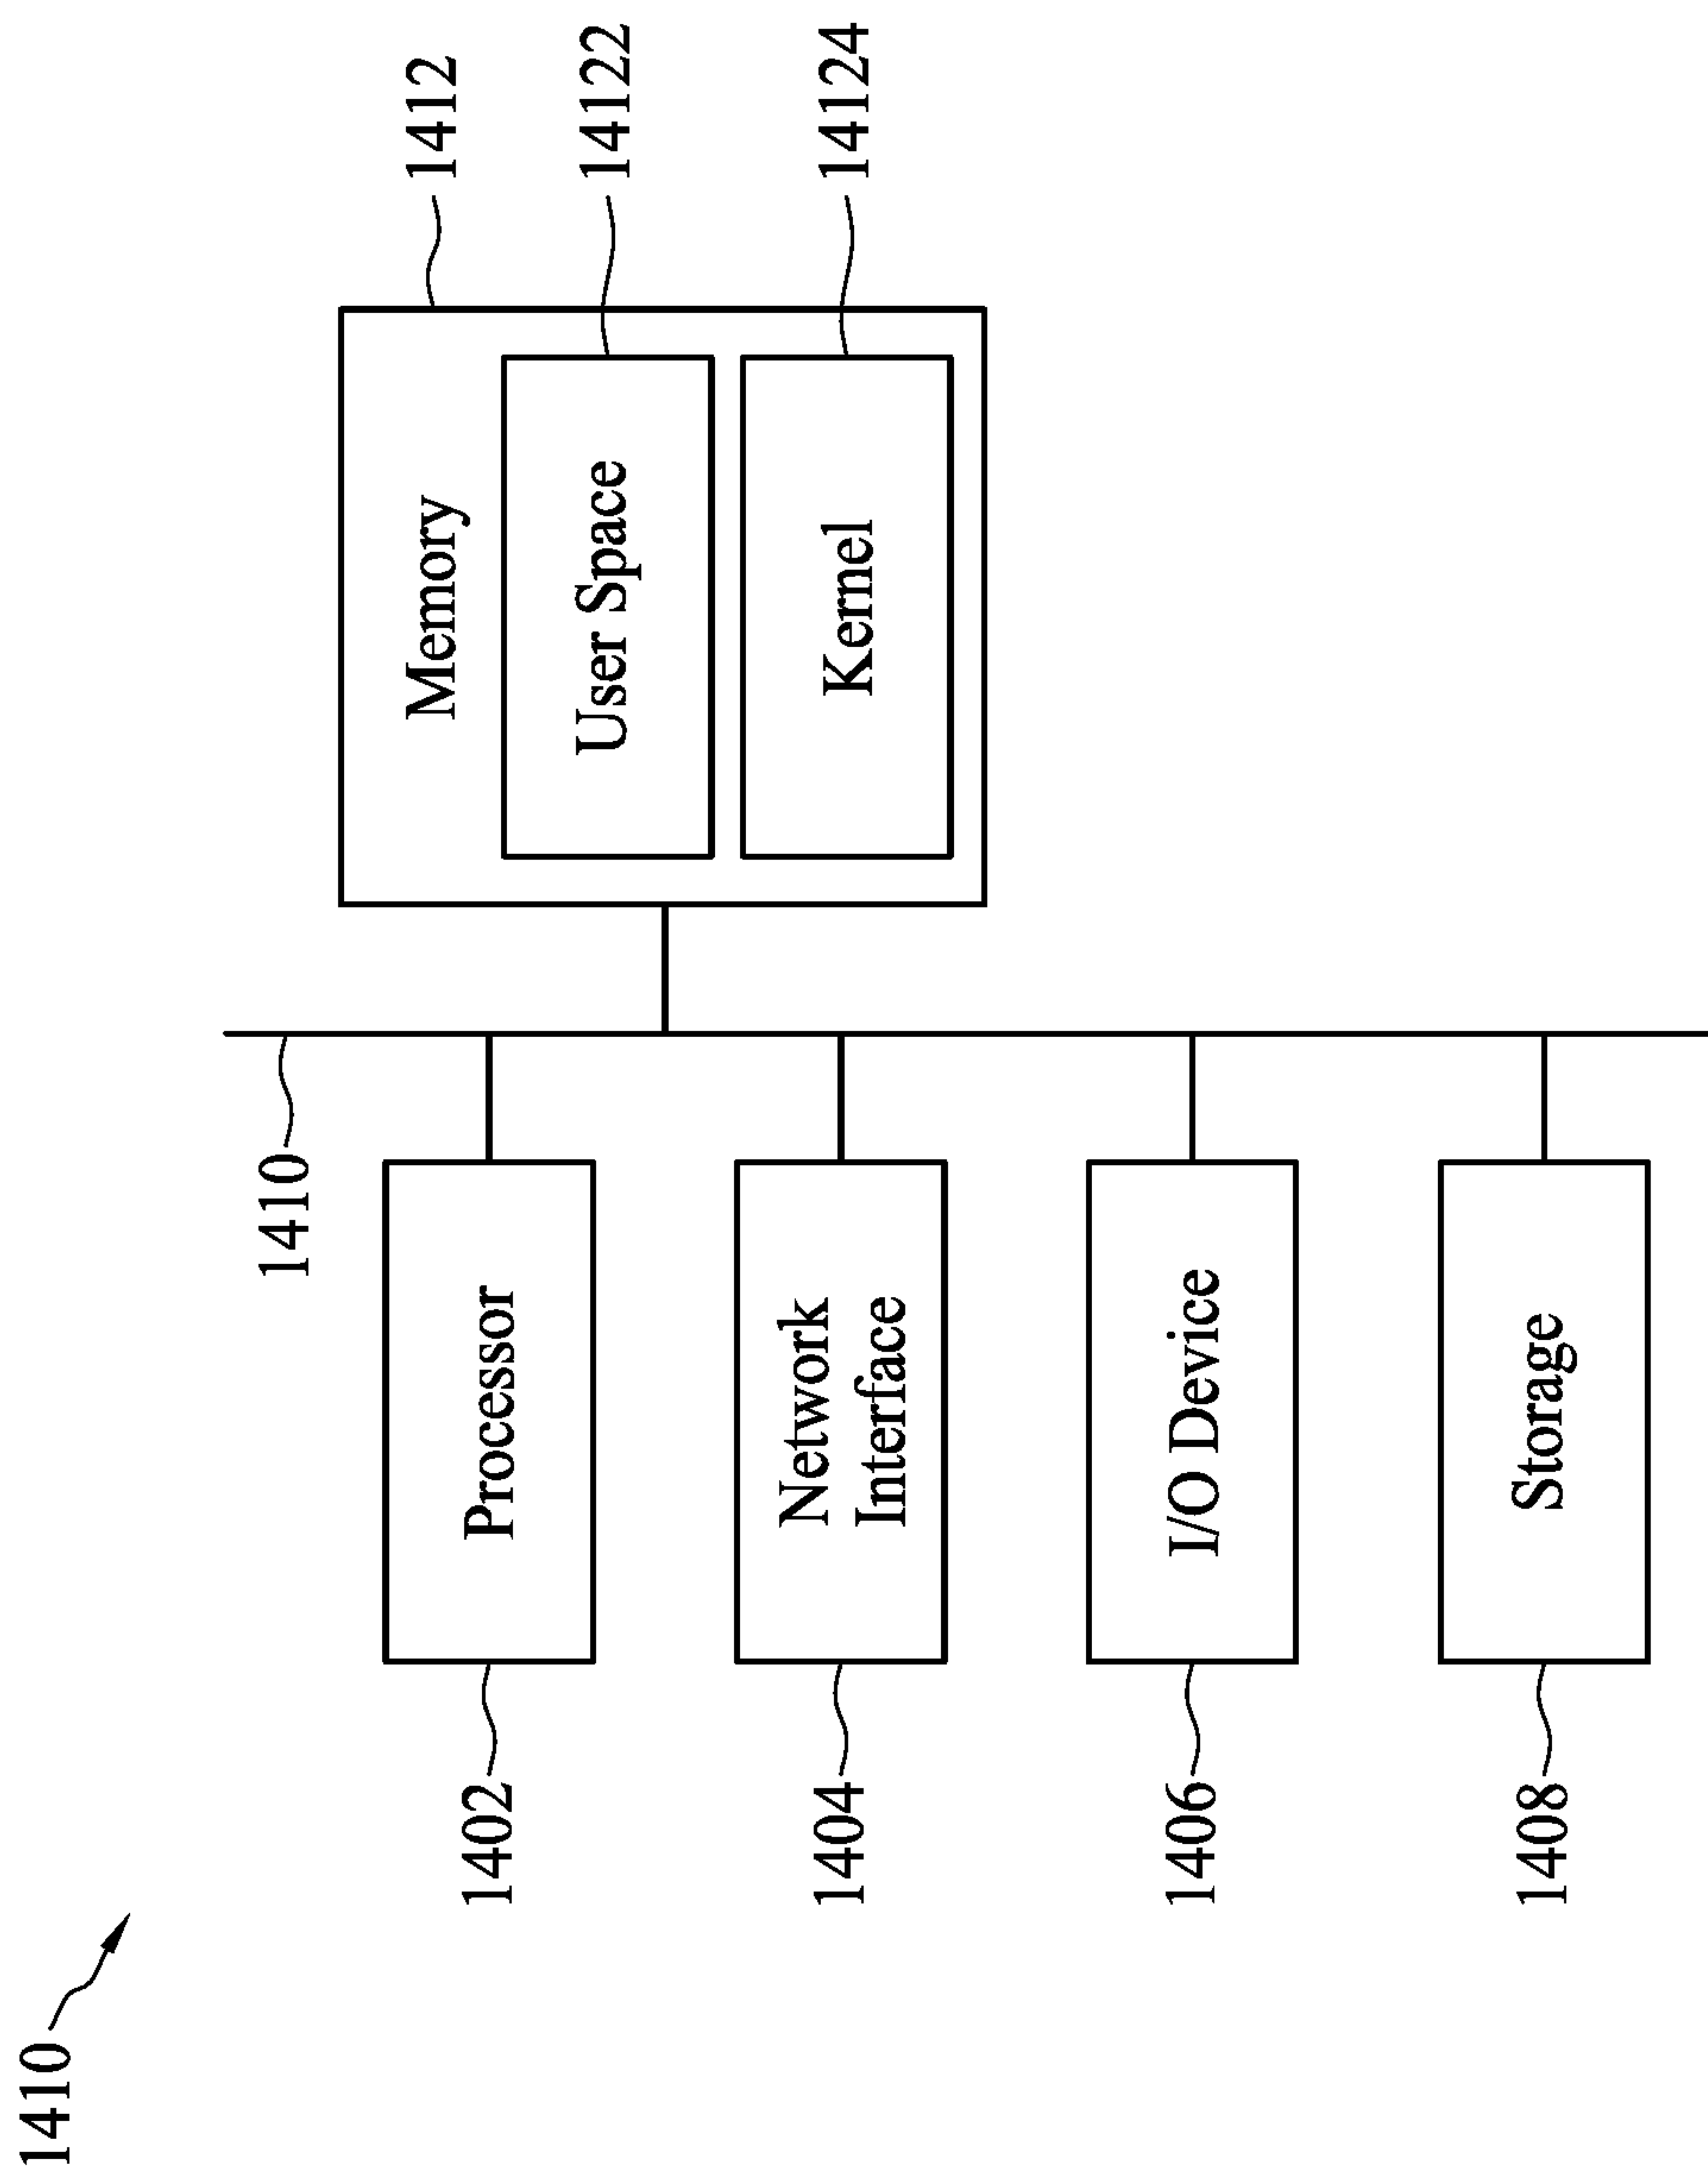 1410
1410
Memory
1412
1402
Processor
User Space
14122
1404
Network
Interface
Kernel
14124
1406
I/O Device
1408
Storage